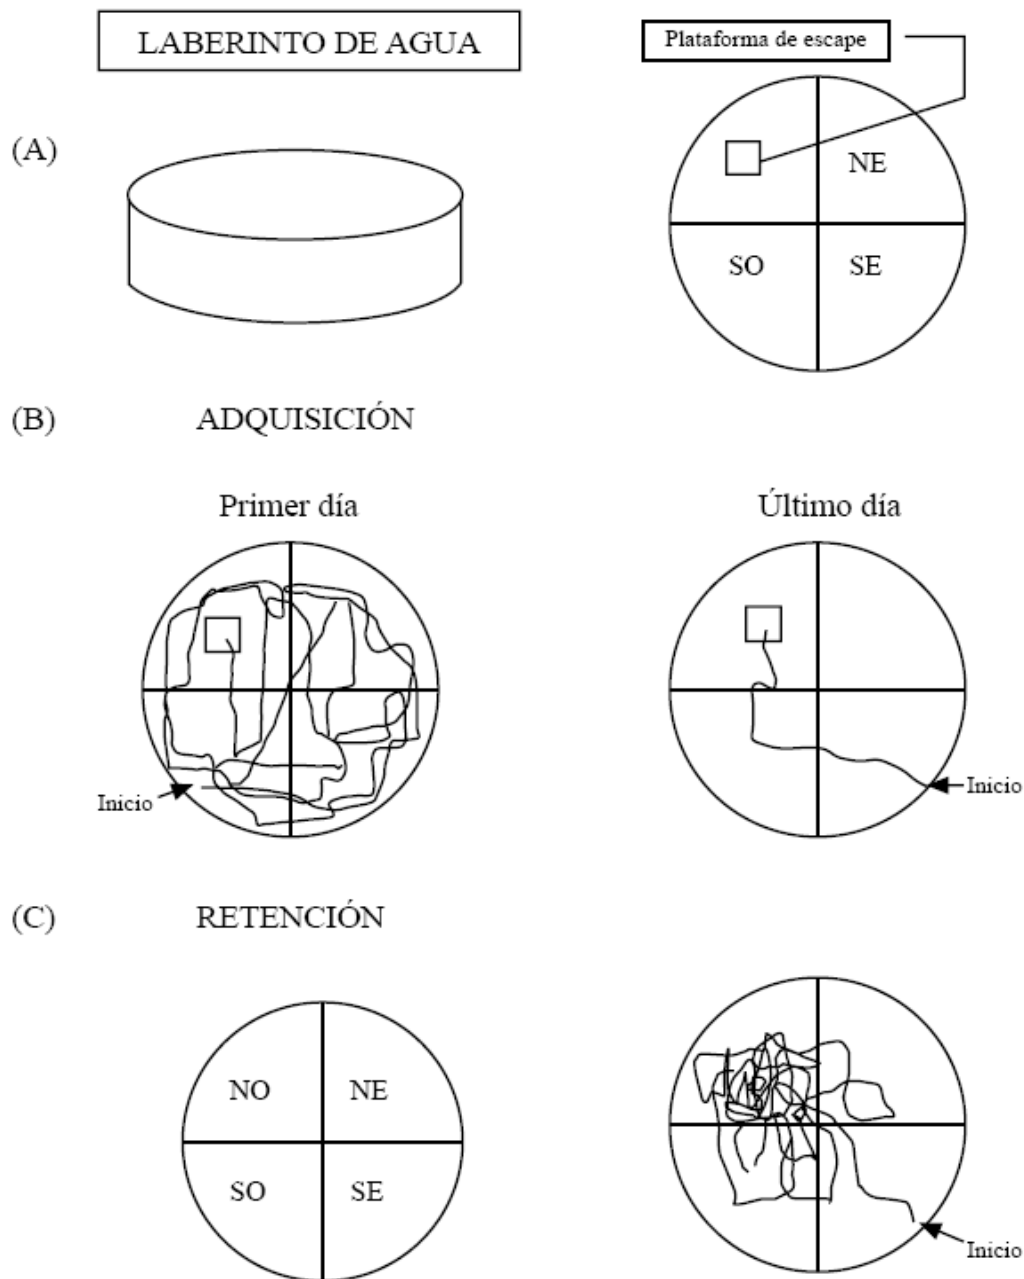 LABERINTO DE AGUA
Plataforma de escape
(A)
NE
SO
SE
(B)
ADQUISICIÓN
Primer día
Último día
Inicio
Inicio
(C)
RETENCIÓN
NO
NE
SO
SE
Inicio